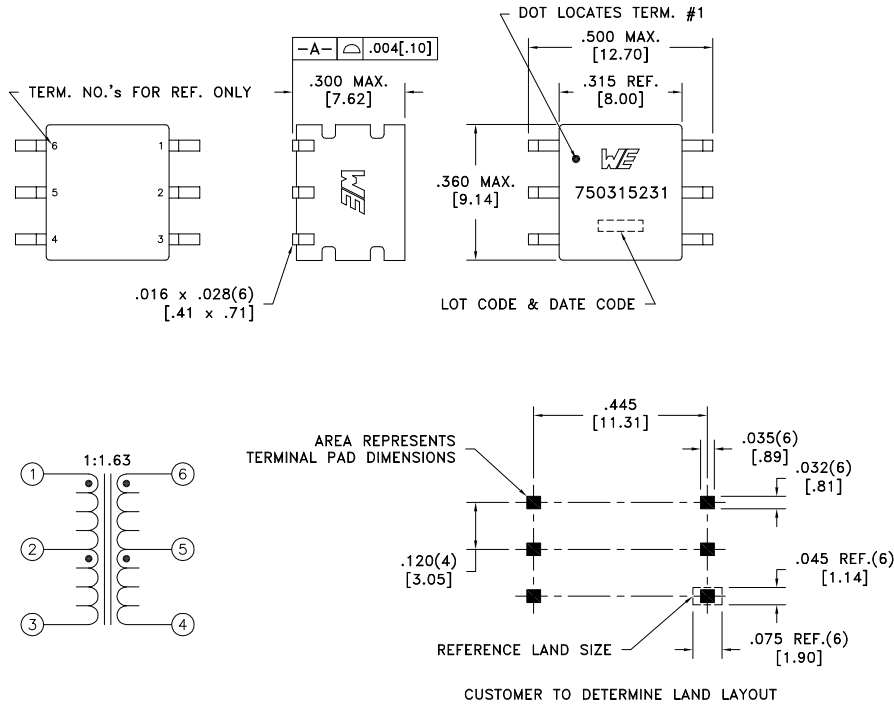 DOT LOCATES TERM. #1
-A- .004[.10]
.500 MAX.
[12.70]
.300 MAX.
[7.62]
.315 REF.
[8.00]
TERM. NO.'s FOR REF. ONLY
6 1
5 2
4 3
WE
WE
750315231
.360 MAX.
[9.14]
.016 x .028(6)
[.41 x .71]
LOT CODE & DATE CODE
1:1.63
1 6
2 5
3 4
.445
[11.31]
AREA REPRESENTS
TERMINAL PAD DIMENSIONS
.035(6)
[.89]
.032(6)
[.81]
.120(4)
[3.05]
.045 REF.(6)
[1.14]
REFERENCE LAND SIZE
.075 REF.(6)
[1.90]
CUSTOMER TO DETERMINE LAND LAYOUT